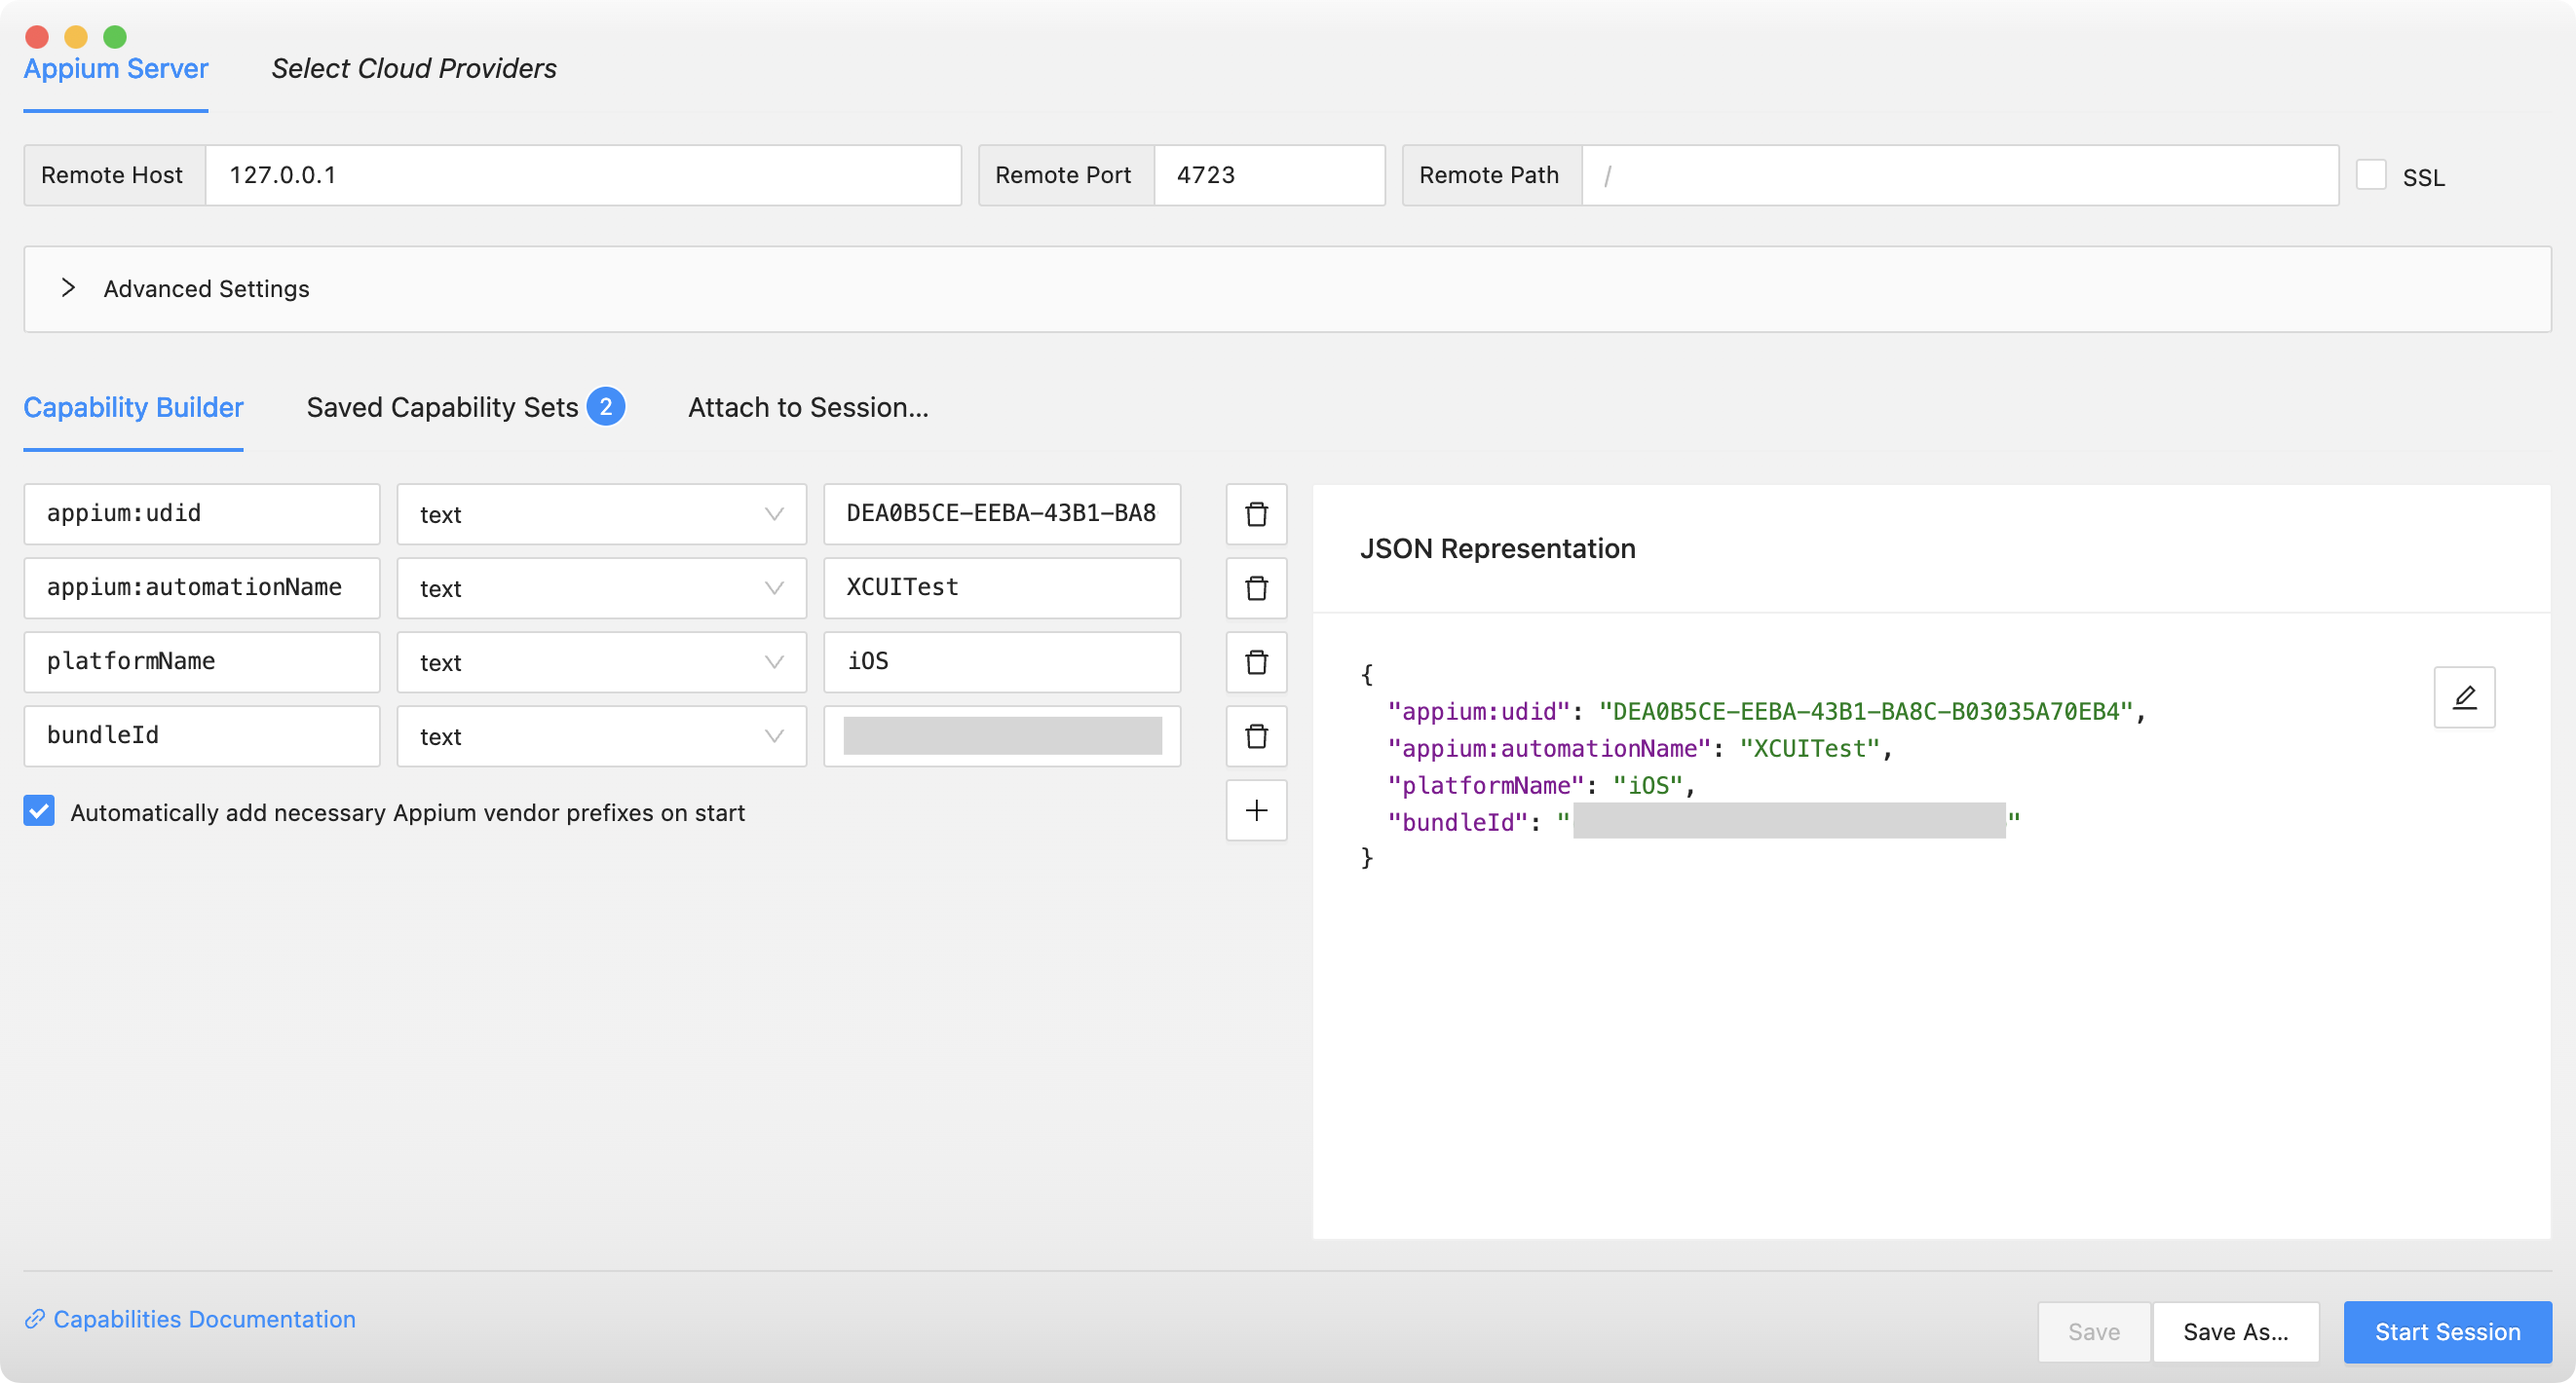 Appium Server Select Cloud Providers
Remote Host 127.0.0.1 Remote Port 4723 Remote Path / SSL
Advanced Settings
Capability Builder Saved Capability Sets 2 Attach to Session...
appium:udid text DEA0B5CE-EEBA-43B1-BA8
appium:automationName text XCUITest
platformName text iOS
bundleId text
Automatically add necessary Appium vendor prefixes on start
JSON Representation
{
"appium:udid": "DEA0B5CE-EEBA-43B1-BA8C-B03035A70EB4",
"appium:automationName": "XCUITest",
"platformName": "iOS",
"bundleId": " "
}
Capabilities Documentation
Save Save As... Start Session